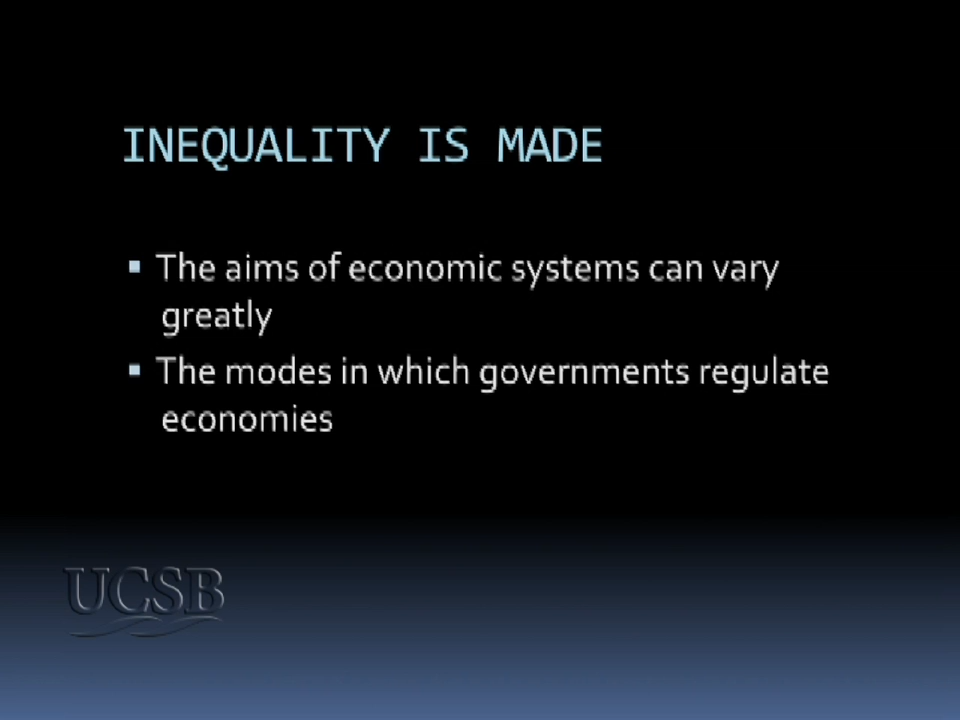 INEQUALITY IS MADE
▪ The aims of economic systems can vary
greatly
▪ The modes in which governments regulate
economies
UCSB